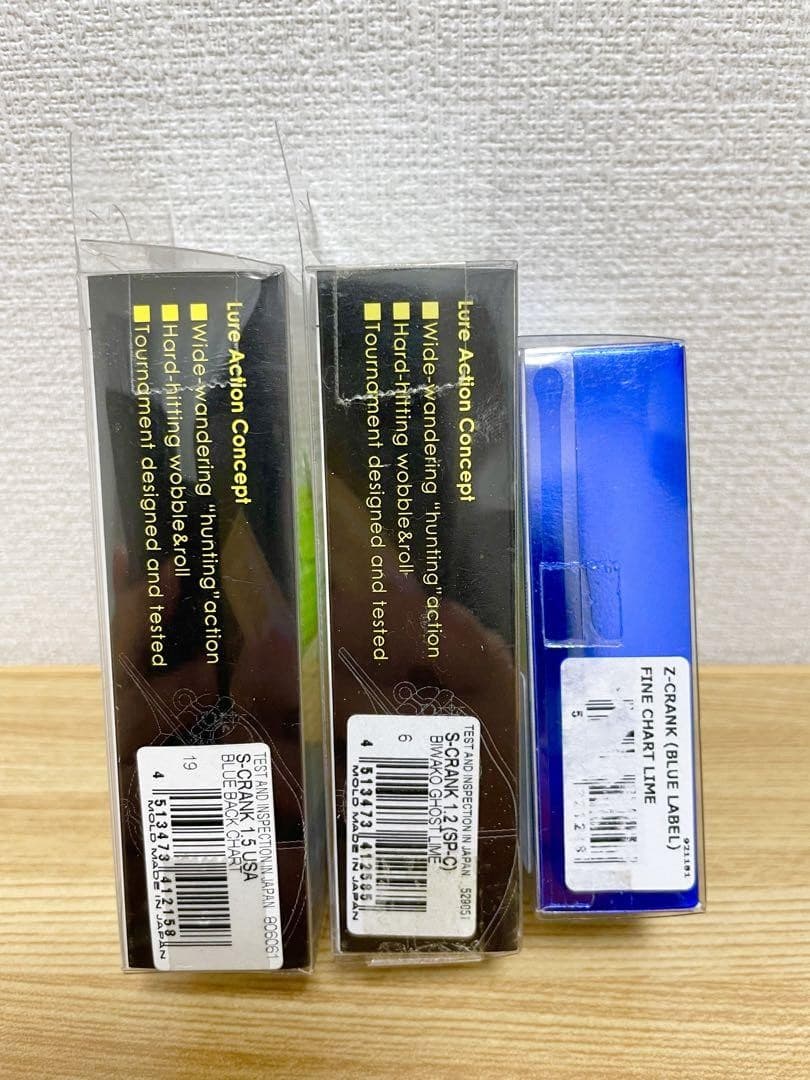 Lure Action Concept
■Wide-wandering "hunting"action
■Hard-hitting wobble&roll
■Tournament designed and tested
TEST AND INSPECTION IN JAPAN 806061
S-CRANK 1.5 USA
BLUE BACK CHART
19
4 513473 412158
MOLD MADE IN JAPAN
Lure Action Concept
■Wide-wandering "hunting"action
■Hard-hitting wobble&roll
■Tournament designed and tested
TEST AND INSPECTION IN JAPAN 529051
S-CRANK 1.2 (SP-C)
BIWAKO GHOST LIME
6
4 513473 412585
MOLD MADE IN JAPAN
921181
Z-CRANK (BLUE LABEL)
FINE CHART LIME
5